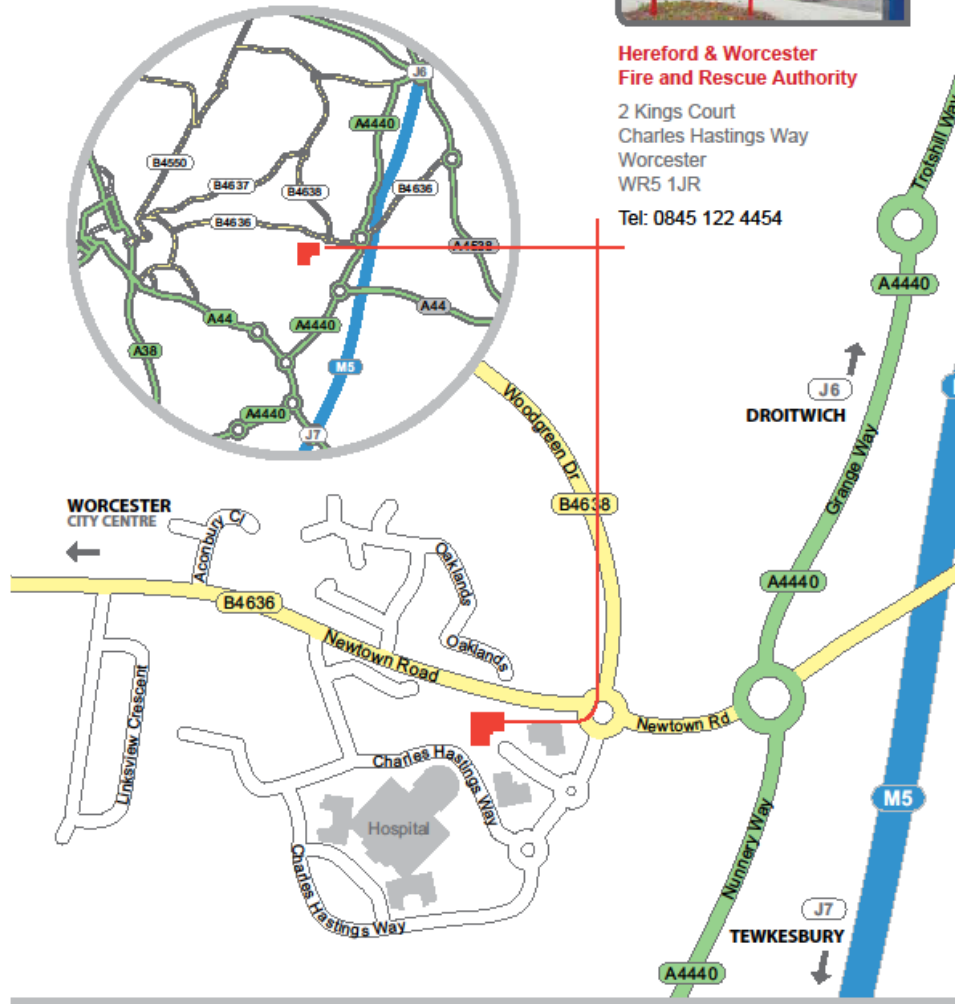 Hereford & Worcester
Fire and Rescue Authority
2 Kings Court
Charles Hastings Way
Worcester
WR5 1JR
Tel: 0845 122 4454
J6
A4440
B4550
B4637
B4638
B4636
B4636
A4538
A44
A4440
A44
A38
M5
A4440
J7
Trotshill Way
A4440
J6
DROITWICH
Grange Way
A4440
Woodgreen Dr
B4638
WORCESTER
CITY CENTRE
Aconbury Cl
Oaklands
Oaklands
B4636
Newtown Road
Newtown Rd
Linksview Crescent
Charles Hastings Way
Hospital
Charles Hastings Way
M5
Nunnery Way
J7
TEWKESBURY
A4440